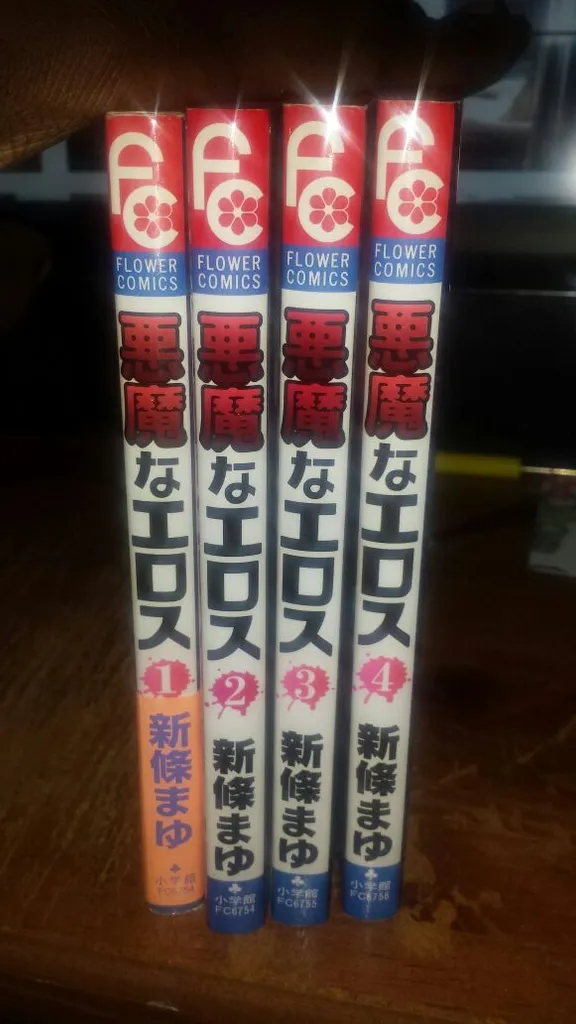 FC
FLOWER
COMICS
悪魔なエロス
1
新條まゆ
小学館
FC
FLOWER
COMICS
悪魔なエロス
2
新條まゆ
小学館
FC6754
FC
FLOWER
COMICS
悪魔なエロス
3
新條まゆ
小学館
FC6755
FC
FLOWER
COMICS
悪魔なエロス
4
新條まゆ
小学館
FC6756